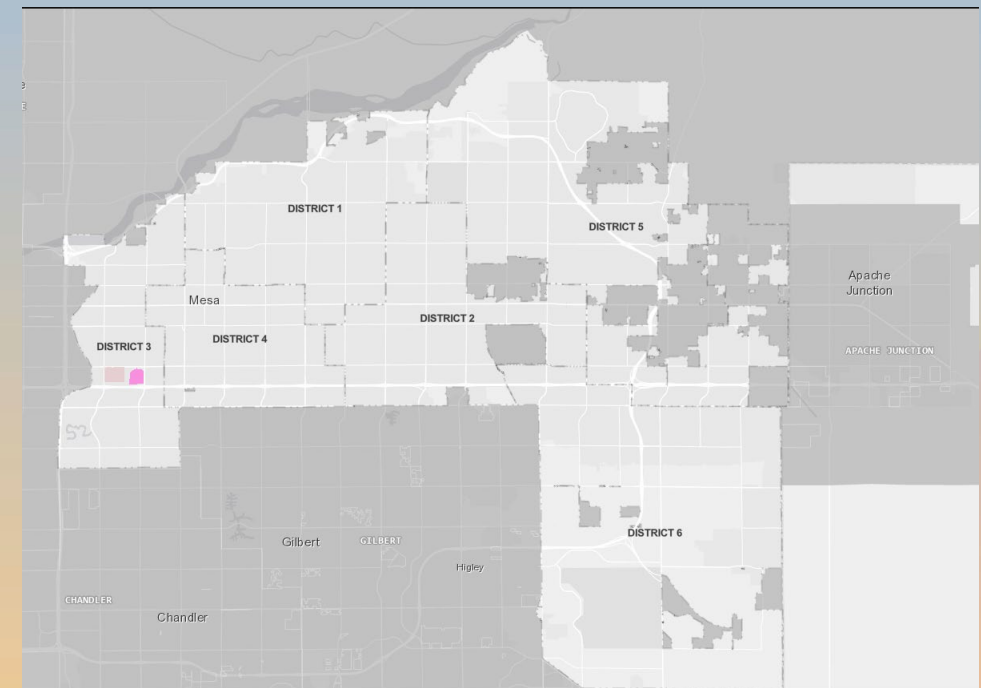 DISTRICT 1
DISTRICT 5
Apache
Junction
Mesa
DISTRICT 2
DISTRICT 4
DISTRICT 3
APACHE JUNCTION
DISTRICT 6
Gilbert
GILBERT
Higley
CHANDLER
Chandler